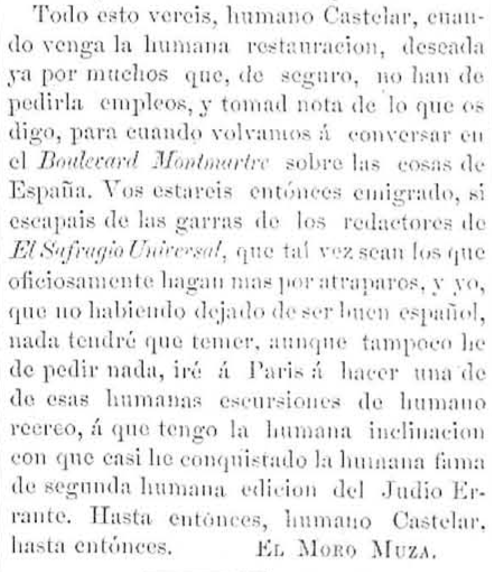 Todo esto vereis, humano Castelar, cuan-
do venga la humana restauracion, deseada
ya por muchos que, de seguro, no han de
pedirla empleos, y tomad nota de lo que os
digo, para cuando volvamos á conversar en
el Boulevard Montmartre sobre las cosas de
España. Vos estareis entónces emigrado, si
escapais de las garras de los redactores de
El Sufragio Universal, que tal vez sean los que
oficiosamente hagan mas por atraparos, y yo,
que no habiendo dejado de ser buen español,
nada tendré que temer, aunque tampoco he
de pedir nada, iré á Paris á hacer una de
de esas humanas escursiones de humano
recreo, á que tengo la humana inclinacion
con que casi he conquistado la humana fama
de segunda humana edicion del Judio Er-
rante. Hasta entónces, humano Castelar,
hasta entónces. EL MORO MUZA.